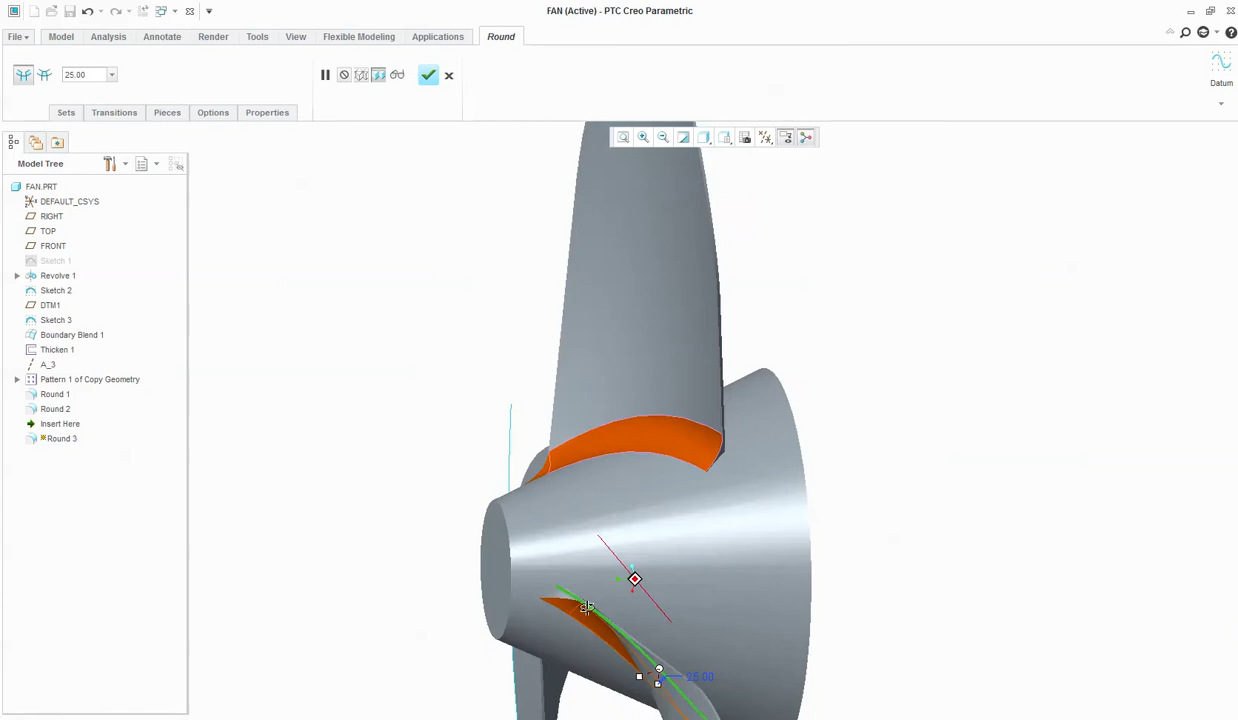 FAN (Active) - PTC Creo Parametric
File Model Analysis Annotate Render Tools View Flexible Modeling Applications Round
25.00
Datum
Sets Transitions Pieces Options Properties
Model Tree
FAN.PRT
DEFAULT_CSYS
RIGHT
TOP
FRONT
Sketch 1
Revolve 1
Sketch 2
DTM1
Sketch 3
Boundary Blend 1
Thicken 1
A_3
Pattern 1 of Copy Geometry
Round 1
Round 2
Insert Here
Round 3
25.00